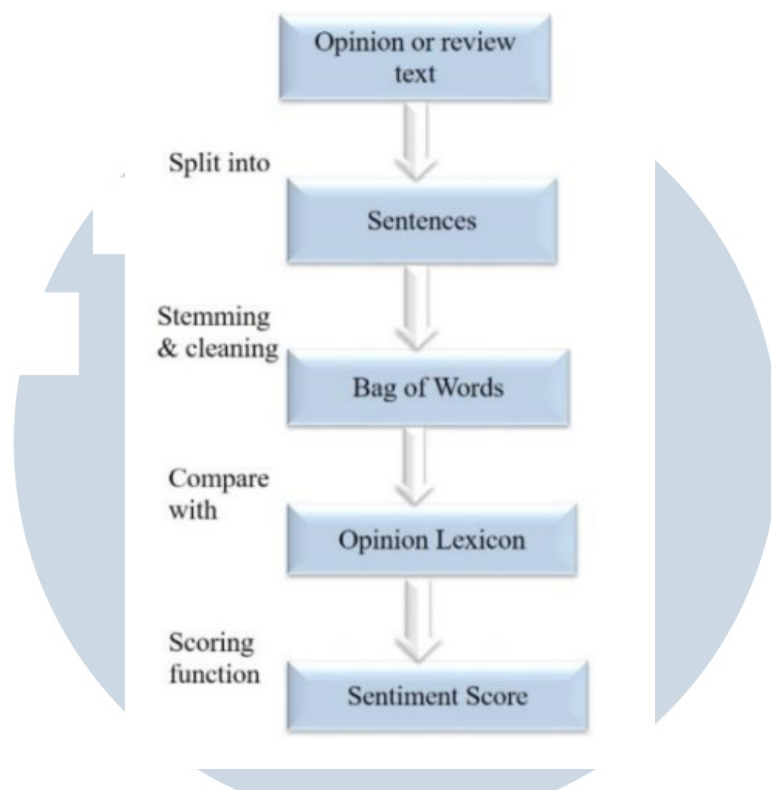 Opinion or review
text
Split into
Sentences
Stemming
& cleaning
Bag of Words
Compare
with
Opinion Lexicon
Scoring
function
Sentiment Score